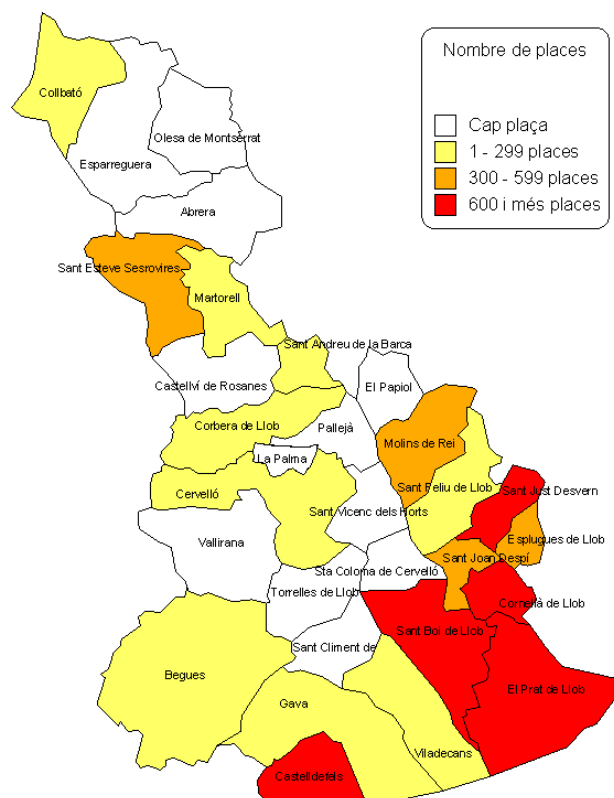 Nombre de places
Cap plaça
1 - 299 places
300 - 599 places
600 i més places
Collbató
Olesa de Montserrat
Esparreguera
Abrera
Sant Esteve Sesrovires
Martorell
Sant Andreu de la Barca
Castellví de Rosanes
El Papiol
Corbera de Llob
Pallejà
Molins de Rei
La Palma
Cervelló
Sant Feliu de Llob
Sant Just Desvern
Sant Vicenc dels Horts
Vallirana
Esplugues de Llob
Sant Joan Despí
Sta Coloma de Cervelló
Torrelles de Llob
Cornellà de Llob
Sant Boi de Llob
Sant Climent de
Begues
El Prat de Llob
Gava
Viladecans
Castelldefels